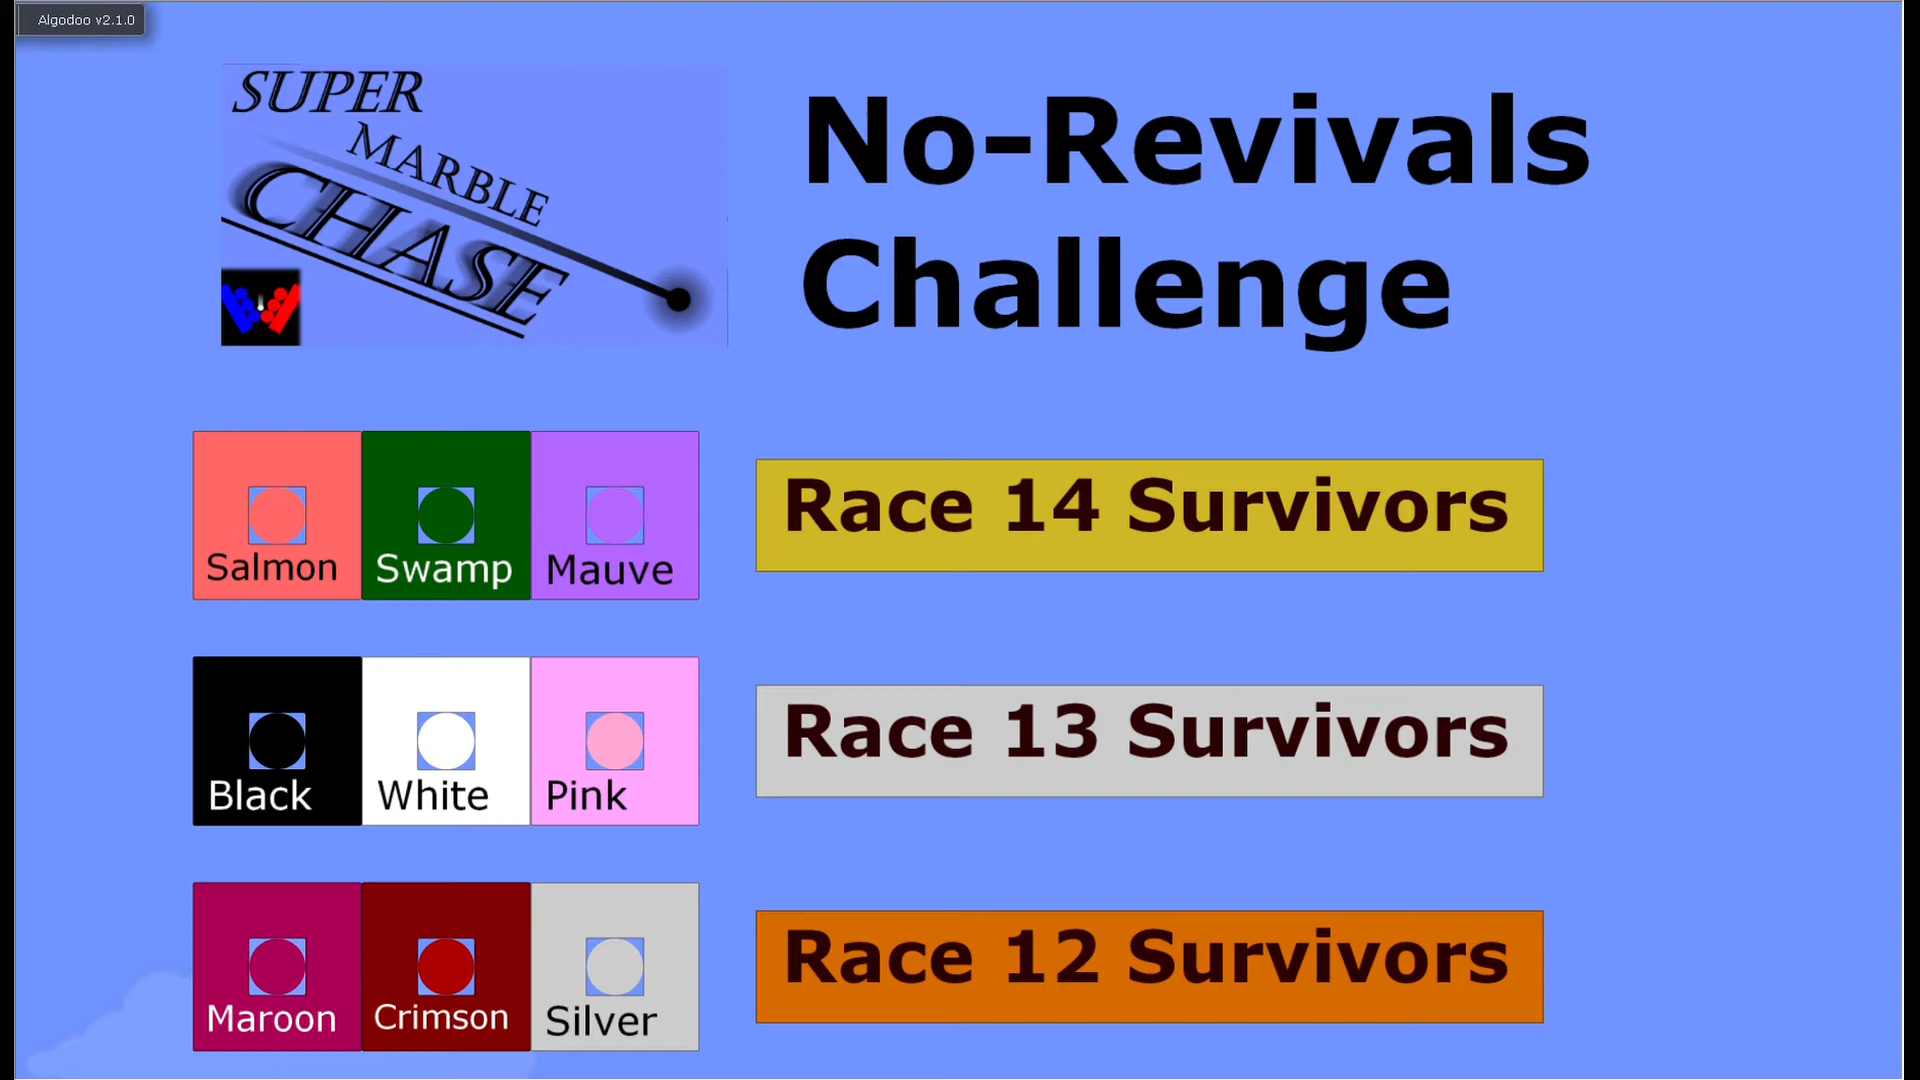 Algodoo v2.1.0
SUPER
MARBLE
CHASE
No-Revivals
Challenge
Salmon Swamp Mauve
Race 14 Survivors
Black White Pink
Race 13 Survivors
Maroon Crimson Silver
Race 12 Survivors